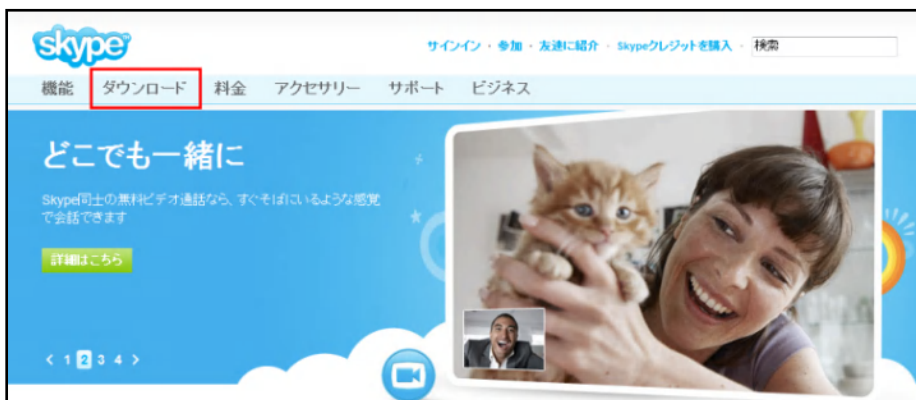 skype
サインイン・参加・友達に紹介・Skypeクレジットを購入・検索
機能 ダウンロード 料金 アクセサリー サポート ビジネス
どこでも一緒に
Skype同士の無料ビデオ通話なら、すぐそばにいるような感覚
で会話できます
詳細はこちら
< 1 2 3 4 >